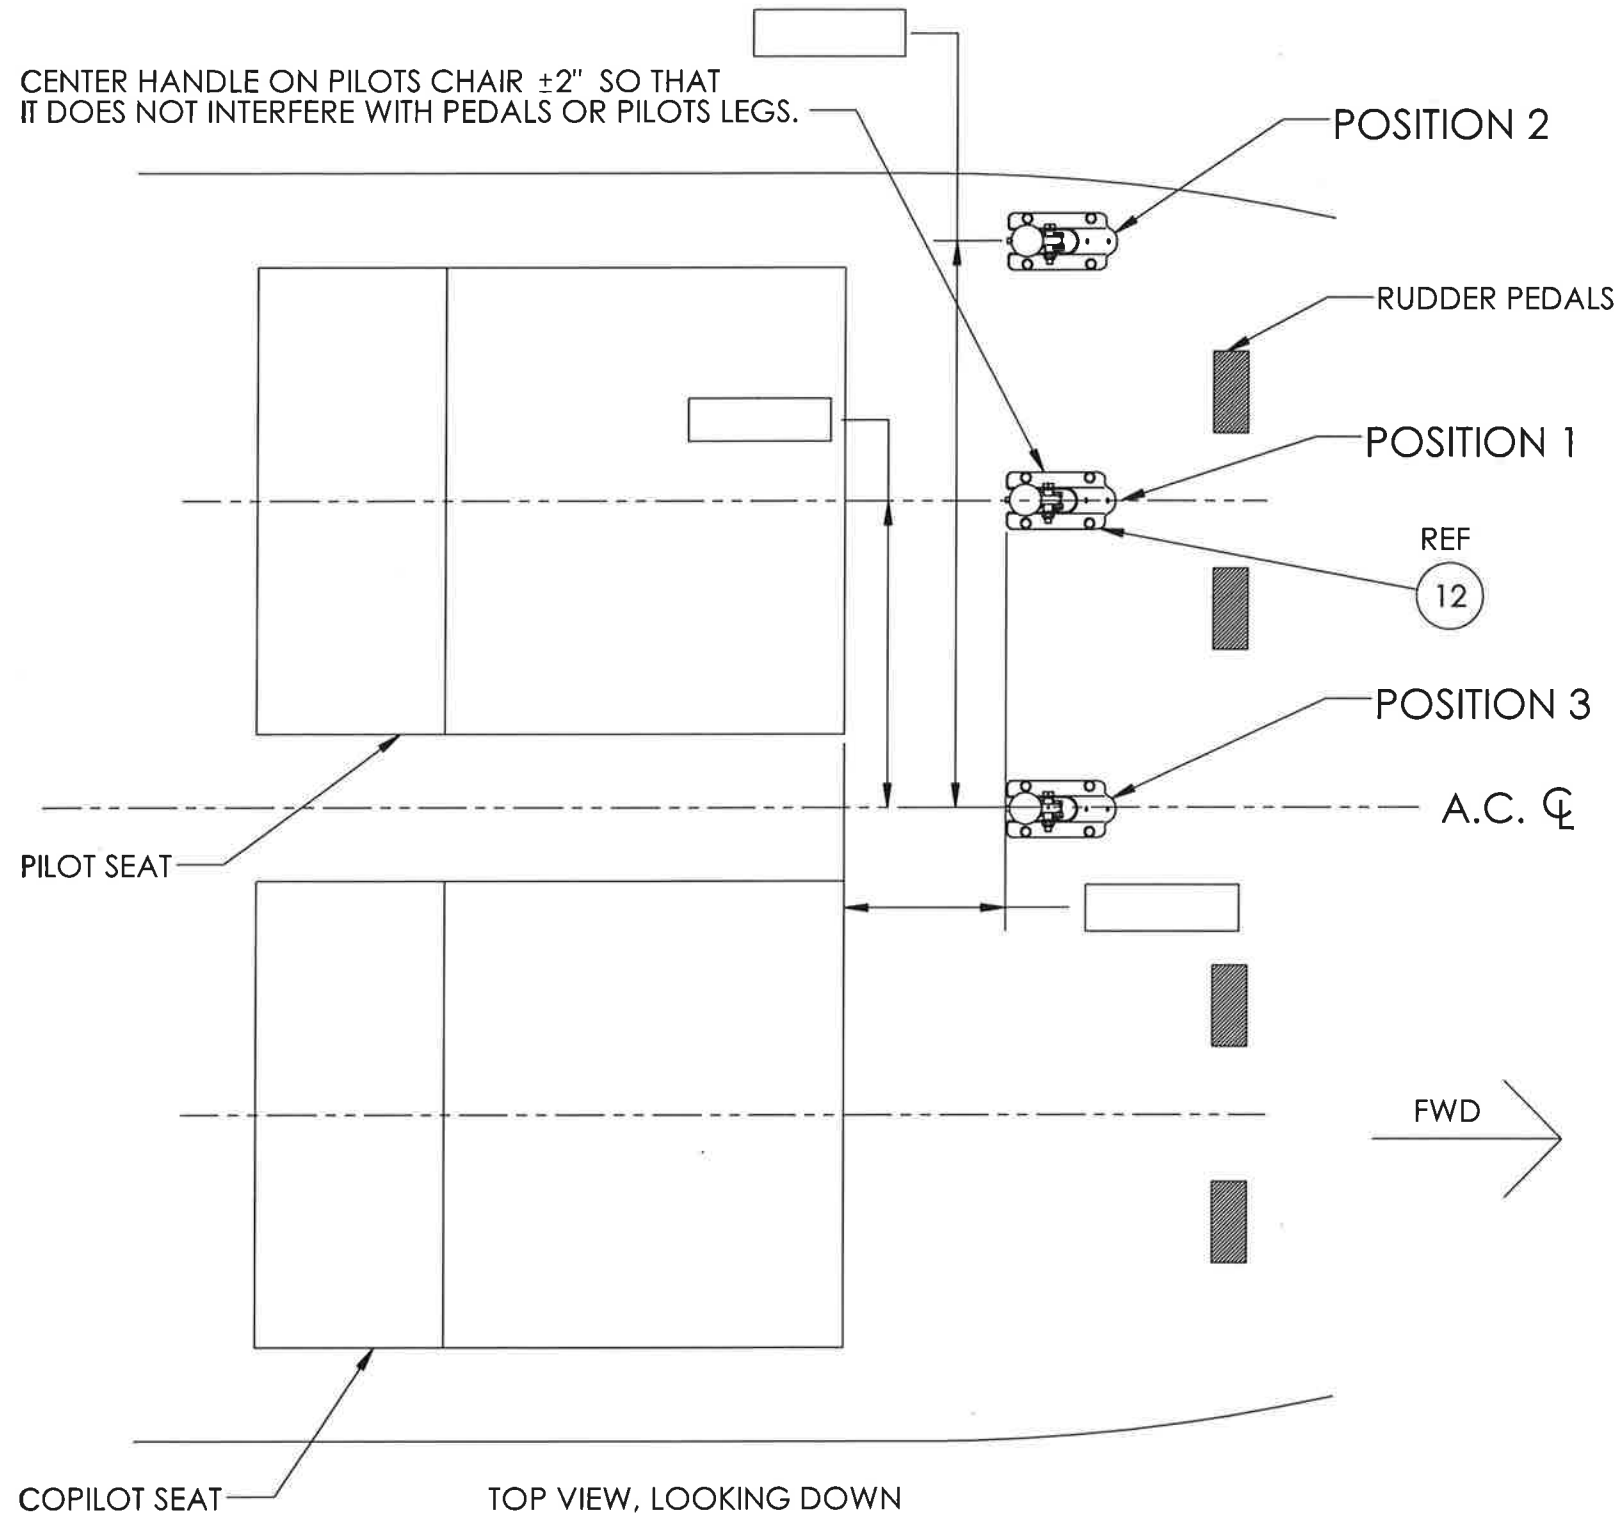 CENTER HANDLE ON PILOTS CHAIR ±2" SO THAT
IT DOES NOT INTERFERE WITH PEDALS OR PILOTS LEGS.
POSITION 2
RUDDER PEDALS
POSITION 1
REF
12
POSITION 3
A.C. ℄
PILOT SEAT
FWD
COPILOT SEAT
TOP VIEW, LOOKING DOWN